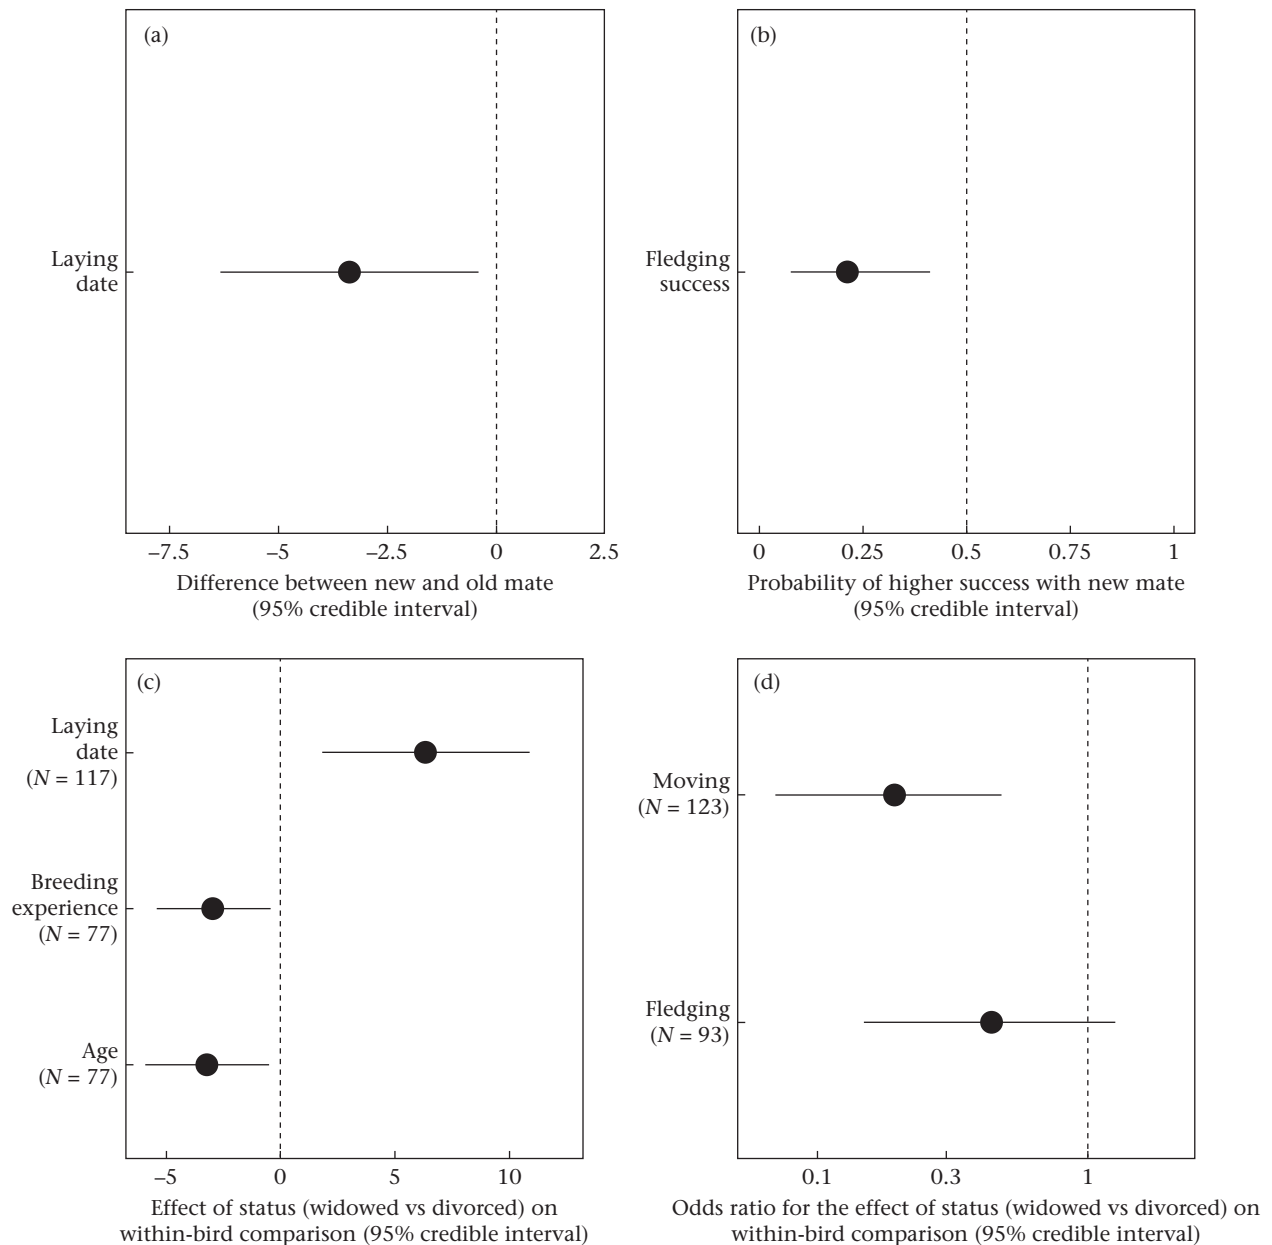 (a)
Laying
date
–7.5 –5 –2.5 0 2.5
Difference between new and old mate
(95% credible interval)
(b)
Fledging
success
0 0.25 0.5 0.75 1
Probability of higher success with new mate
(95% credible interval)
(c)
Laying
date
(N = 117)
Breeding
experience
(N = 77)
Age
(N = 77)
–5 0 5 10
Effect of status (widowed vs divorced) on
within-bird comparison (95% credible interval)
(d)
Moving
(N = 123)
Fledging
(N = 93)
0.1 0.3 1
Odds ratio for the effect of status (widowed vs divorced) on
within-bird comparison (95% credible interval)